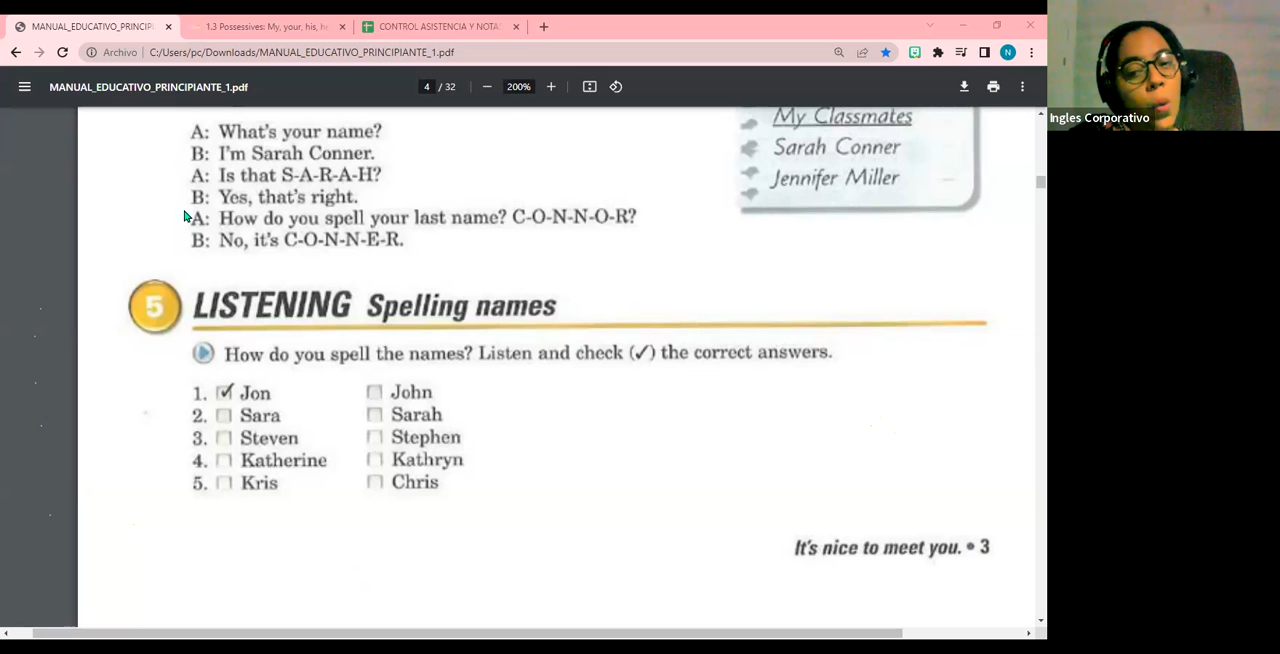 MANUAL_EDUCATIVO_PRINCIPI
1.3 Possessives: My, your, his, h
CONTROL ASISTENCIA Y NOTA
Archivo
C:/Users/pc/Downloads/MANUAL_EDUCATIVO_PRINCIPIANTE_1.pdf
N
MANUAL_EDUCATIVO_PRINCIPIANTE_1.pdf
4 / 32
200%
Ingles Corporativo
A: What's your name?
B: I'm Sarah Conner.
A: Is that S-A-R-A-H?
B: Yes, that's right.
A: How do you spell your last name? C-O-N-N-O-R?
B: No, it's C-O-N-N-E-R.
My Classmates
Sarah Conner
Jennifer Miller
5 LISTENING Spelling names
How do you spell the names? Listen and check (✓) the correct answers.
1. ✓ Jon John
2. Sara Sarah
3. Steven Stephen
4. Katherine Kathryn
5. Kris Chris
It's nice to meet you. • 3